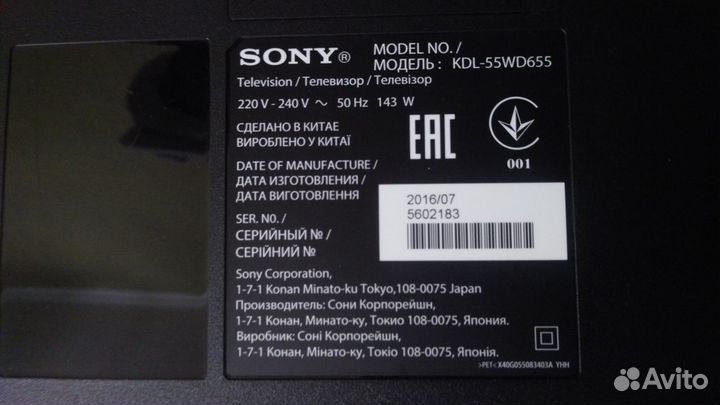 SONY®
MODEL NO. /
МОДЕЛЬ : KDL-55WD655
Television / Телевизор / Телевізор
220 V - 240 V ~ 50 Hz 143 W
СДЕЛАНО В КИТАЕ
ВИРОБЛЕНО У КИТАЇ
EAC
001
DATE OF MANUFACTURE /
ДАТА ИЗГОТОВЛЕНИЯ /
ДАТА ВИГОТОВЛЕННЯ
2016/07
5602183
SER. NO. /
СЕРИЙНЫЙ № /
СЕРІЙНИЙ №
Sony Corporation,
1-7-1 Konan Minato-ku Tokyo,108-0075 Japan
Производитель: Сони Корпорейшн,
1-7-1 Конан, Минато-ку, Токио 108-0075, Япония.
Виробник: Соні Корпорейшн,
1-7-1 Конан, Мінато-ку, Токіо 108-0075, Японія.
>PET< X40G055083403A YHH
Avito